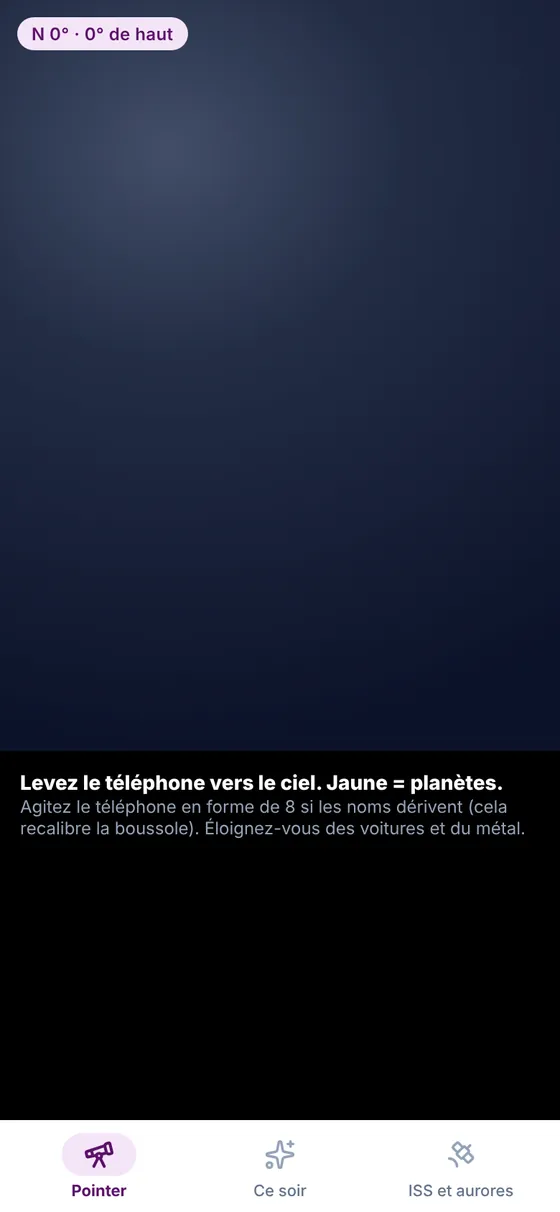 N 0° · 0° de haut
Levez le téléphone vers le ciel. Jaune = planètes.
Agitez le téléphone en forme de 8 si les noms dérivent (cela
recalibre la boussole). Éloignez-vous des voitures et du métal.
Pointer
Ce soir
ISS et aurores